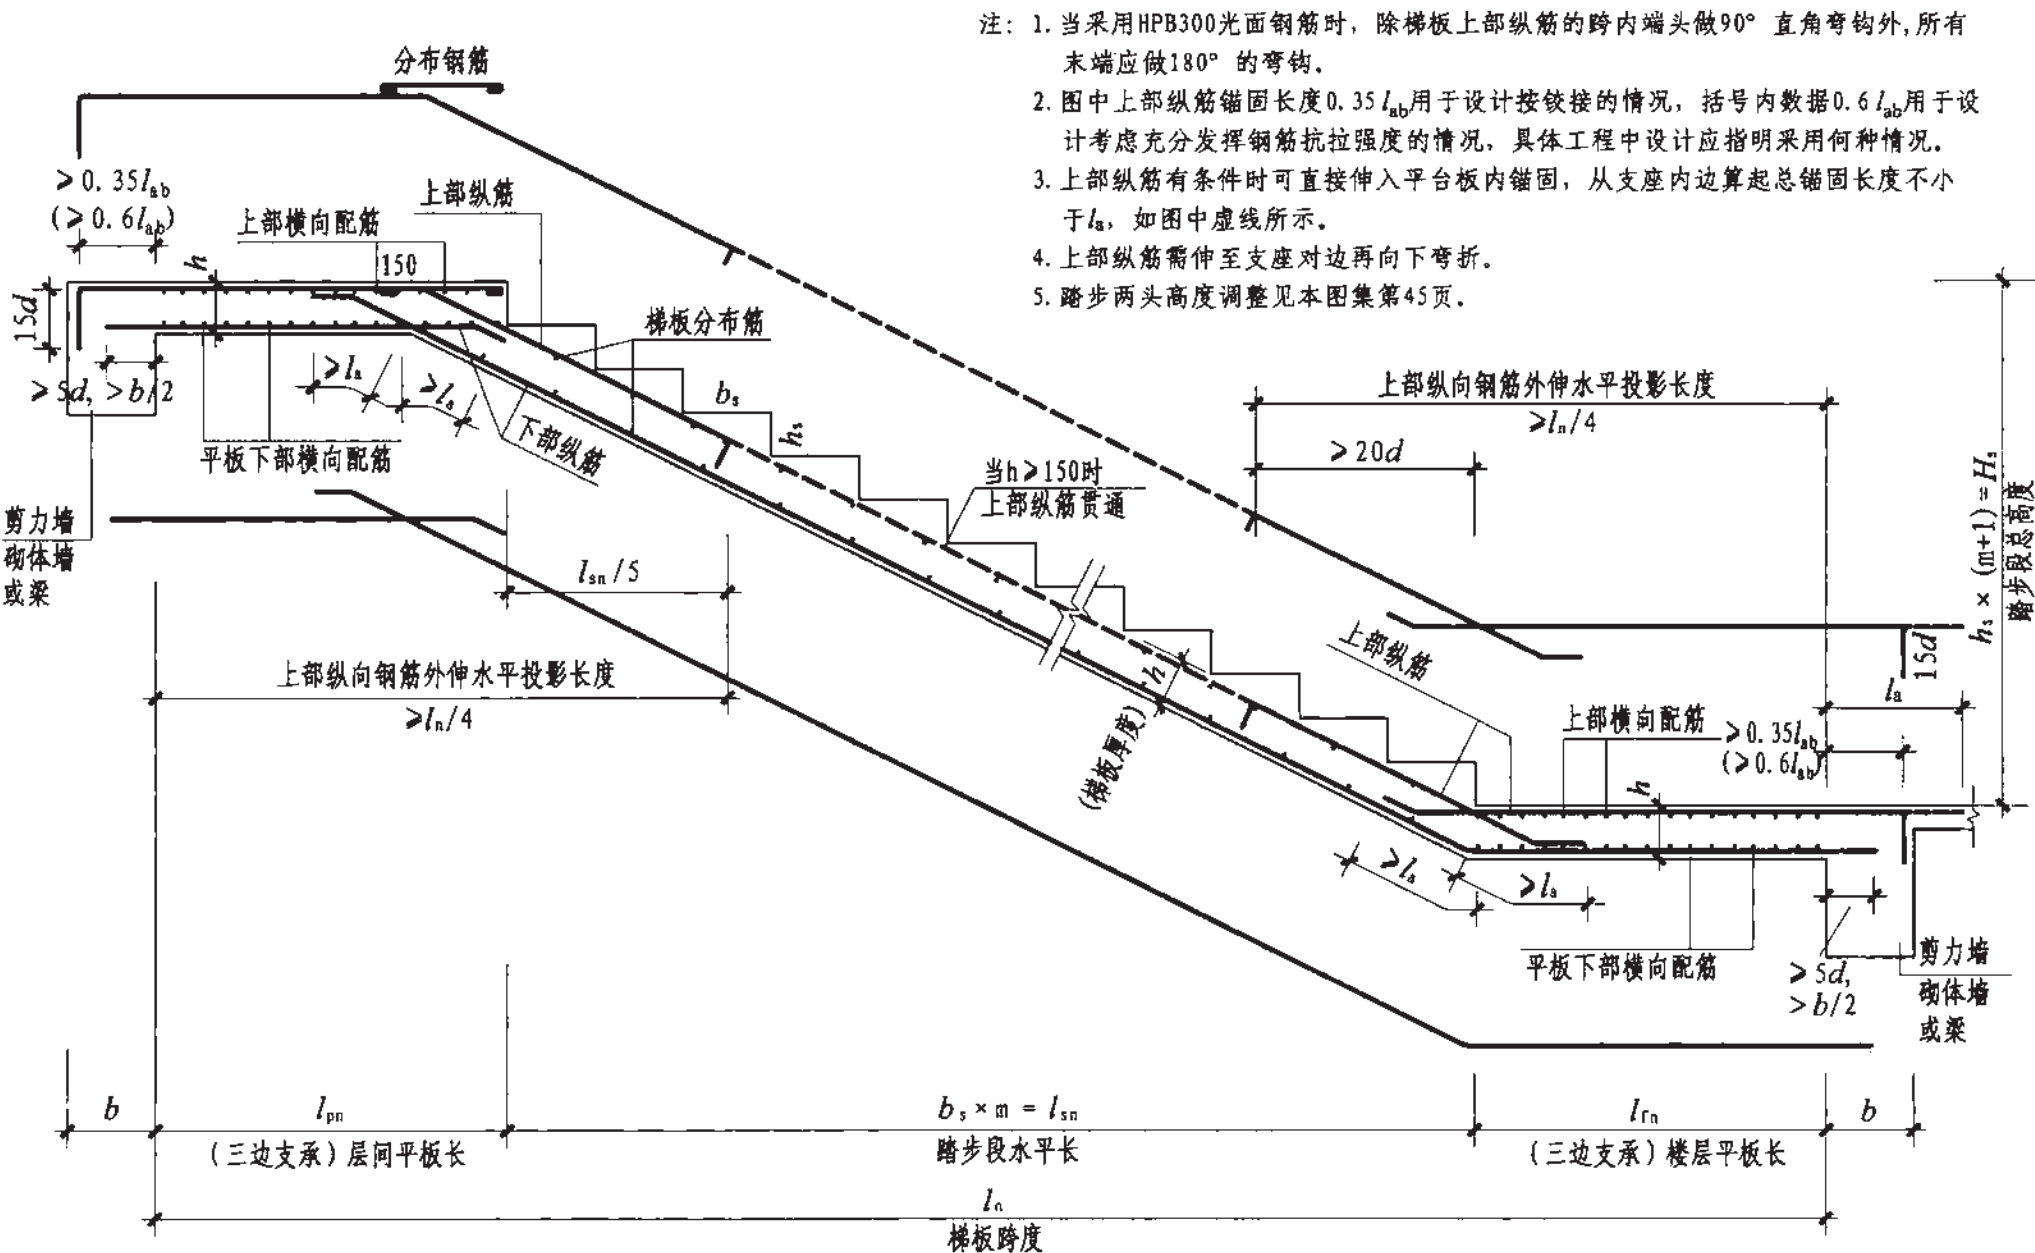 注: 1. 当采用HPB300光面钢筋时, 除梯板上部纵筋的跨内端头做90° 直角弯钩外, 所有
末端应做180° 的弯钩.
2. 图中上部纵筋锚固长度0.35lab用于设计按铰接的情况, 括号内数据0.6lab用于设
计考虑充分发挥钢筋抗拉强度的情况, 具体工程中设计应指明采用何种情况.
3. 上部纵筋有条件时可直接伸入平台板内锚固, 从支座内边算起总锚固长度不小
于la, 如图中虚线所示.
4. 上部纵筋需伸至支座对边再向下弯折.
5. 踏步两头高度调整见本图集第45页.
分布钢筋
≥0.35lab
(≥0.6lab)
上部纵筋
上部横向配筋
150
h
15d
梯板分布筋
≥la
≥la
bs
hs
≥5d, >b/2
平板下部横向配筋
下部纵筋
当h≥150时
上部纵筋贯通
上部纵向钢筋外伸水平投影长度
≥ln/4
≥20d
剪力墙
砌体墙
或梁
lsn/5
上部纵向钢筋外伸水平投影长度
≥ln/4
hs×(m+1)=Hs
踏步段总高度
上部纵筋
h
(梯板厚度)
15d
la
上部横向配筋
≥0.35lab
(≥0.6lab)
h
≥la
≥la
平板下部横向配筋
≥5d,
>b/2
剪力墙
砌体墙
或梁
b
lpn
bs×m=lsn
lfn
b
(三边支承)层间平板长
踏步段水平长
(三边支承)楼层平板长
ln
梯板跨度